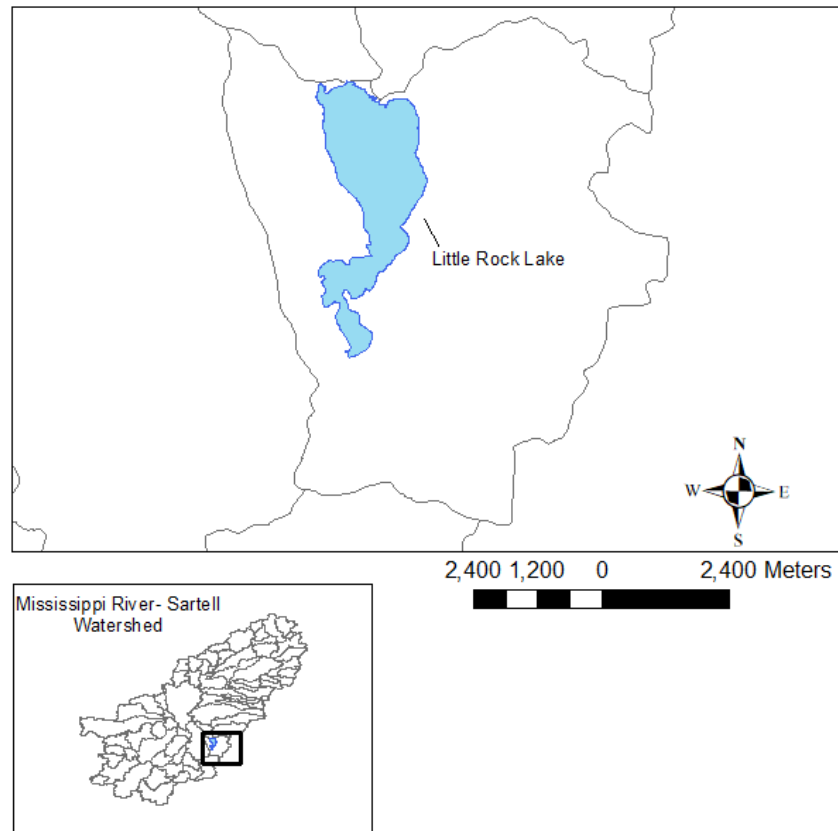 Little Rock Lake
N
W E
S
2,400 1,200 0 2,400 Meters
Mississippi River- Sartell
Watershed